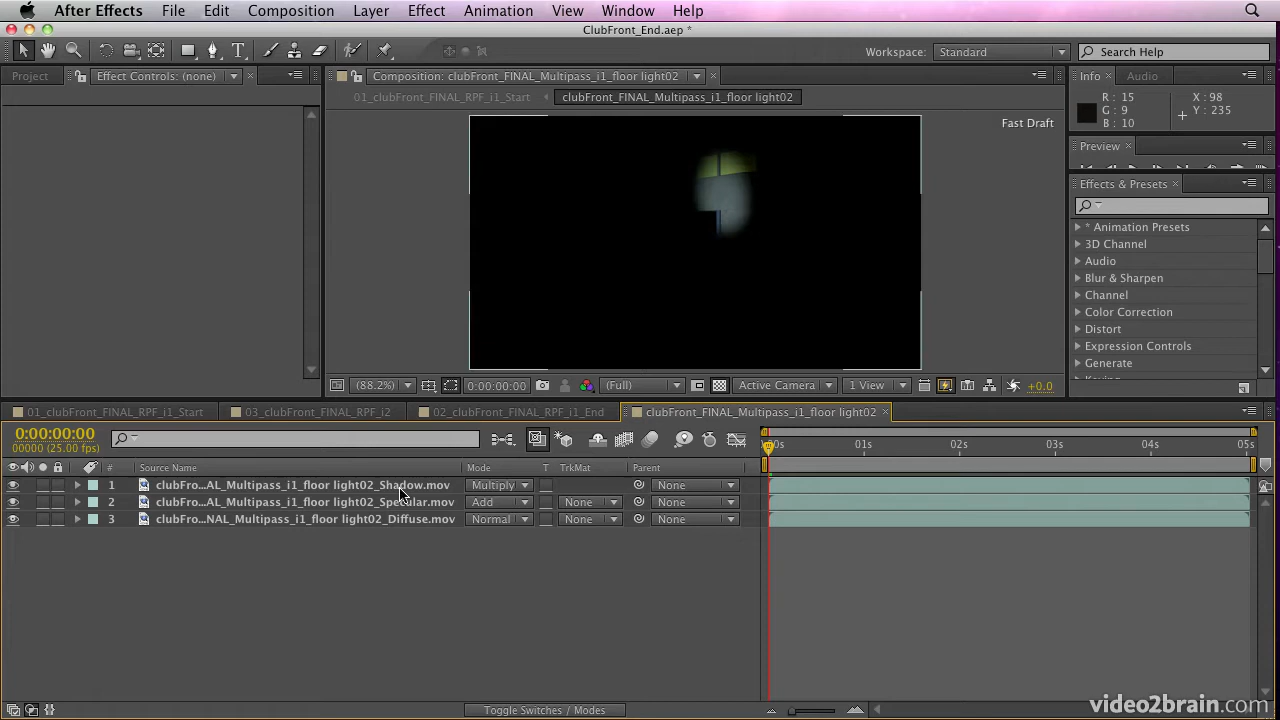 After Effects File Edit Composition Layer Effect Animation View Window Help
ClubFront_End.aep *
Workspace: Standard Search Help
Project Effect Controls: (none) Composition: clubFront_FINAL_Multipass_i1_floor light02 Info Audio
01_clubFront_FINAL_RPF_i1_Start clubFront_FINAL_Multipass_i1_floor light02
R : 15 X : 98
G : 9 Y : 235
B : 10
Fast Draft
Preview
Effects & Presets
* Animation Presets
3D Channel
Audio
Blur & Sharpen
Channel
Color Correction
Distort
Expression Controls
Generate
(88.2%) 0:00:00:00 (Full) Active Camera 1 View +0.0
01_clubFront_FINAL_RPF_i1_Start 03_clubFront_FINAL_RPF_i2 02_clubFront_FINAL_RPF_i1_End clubFront_FINAL_Multipass_i1_floor light02
0:00:00:00
00000 (25.00 fps)
01s 02s 03s 04s 05s
# Source Name Mode T TrkMat Parent
1 clubFro...AL_Multipass_i1_floor light02_Shadow.mov Multiply None
2 clubFro...AL_Multipass_i1_floor light02_Specular.mov Add None None
3 clubFro...NAL_Multipass_i1_floor light02_Diffuse.mov Normal None None
Toggle Switches / Modes
video2brain.com